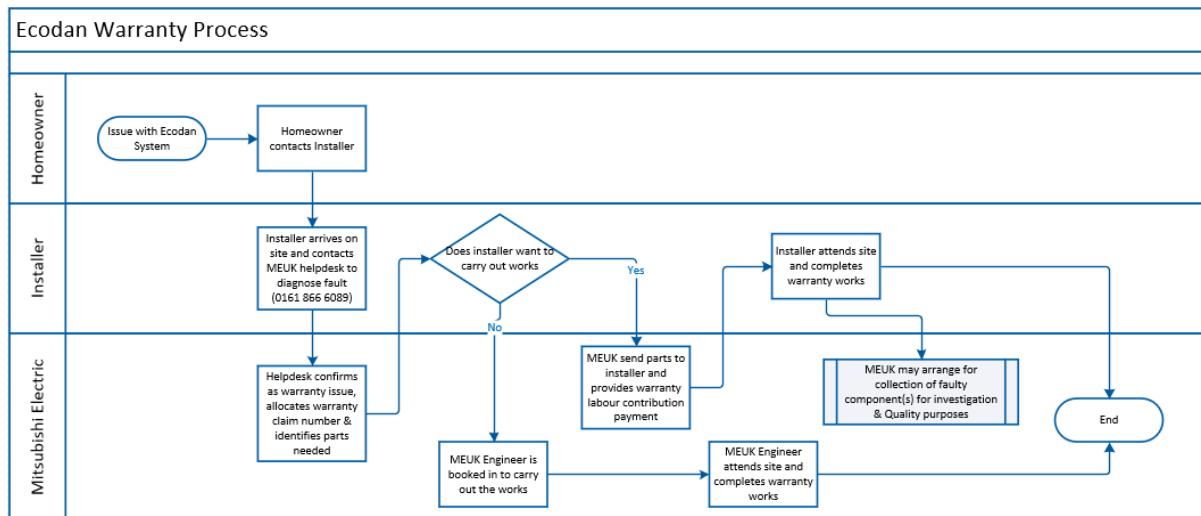 Ecodan Warranty Process
Homeowner
Issue with Ecodan
System
Homeowner
contacts Installer
Installer
Installer arrives on
site and contacts
MEUK helpdesk to
diagnose fault
(0161 866 6089)
Does installer want to
carry out works
Yes
No
Installer attends site
and completes
warranty works
Mitsubishi Electric
Helpdesk confirms
as warranty issue,
allocates warranty
claim number &
identifies parts
needed
MEUK send parts to
installer and
provides warranty
labour contribution
payment
MEUK may arrange for
collection of faulty
component(s) for investigation
& Quality purposes
End
MEUK Engineer is
booked in to carry
out the works
MEUK Engineer
attends site and
completes warranty
works